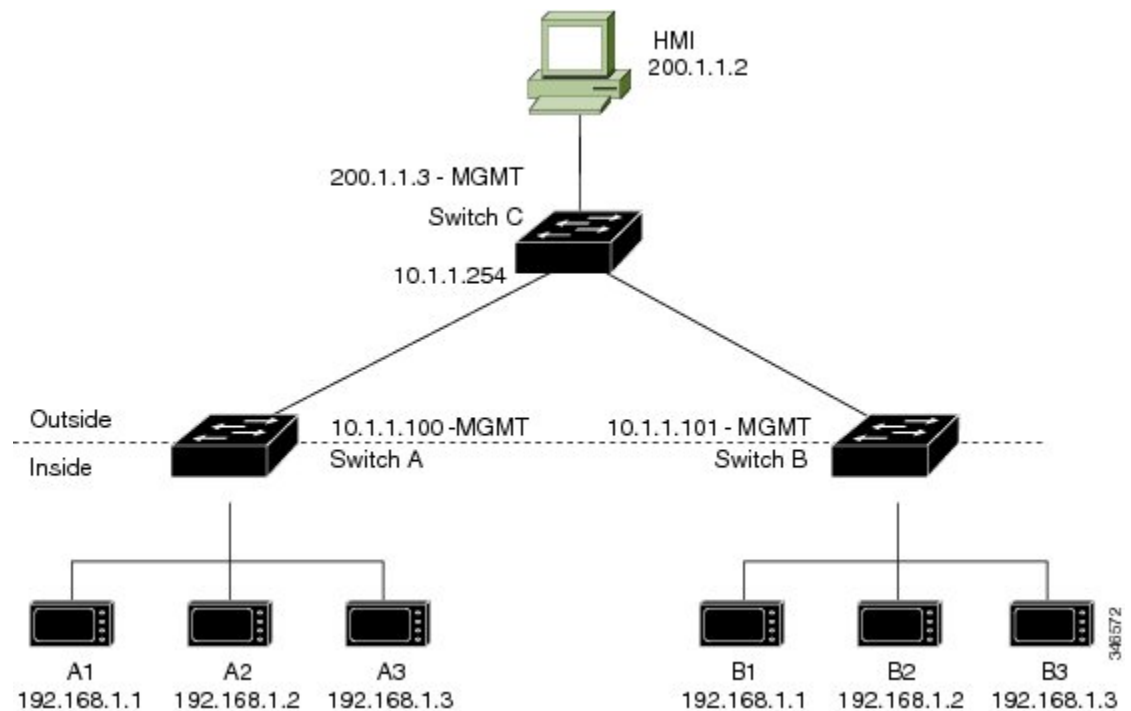 HMI
200.1.1.2
200.1.1.3 - MGMT
Switch C
10.1.1.254
Outside
Inside
10.1.1.100 -MGMT
Switch A
10.1.1.101 - MGMT
Switch B
A1
192.168.1.1
A2
192.168.1.2
A3
192.168.1.3
B1
192.168.1.1
B2
192.168.1.2
B3
192.168.1.3
346572